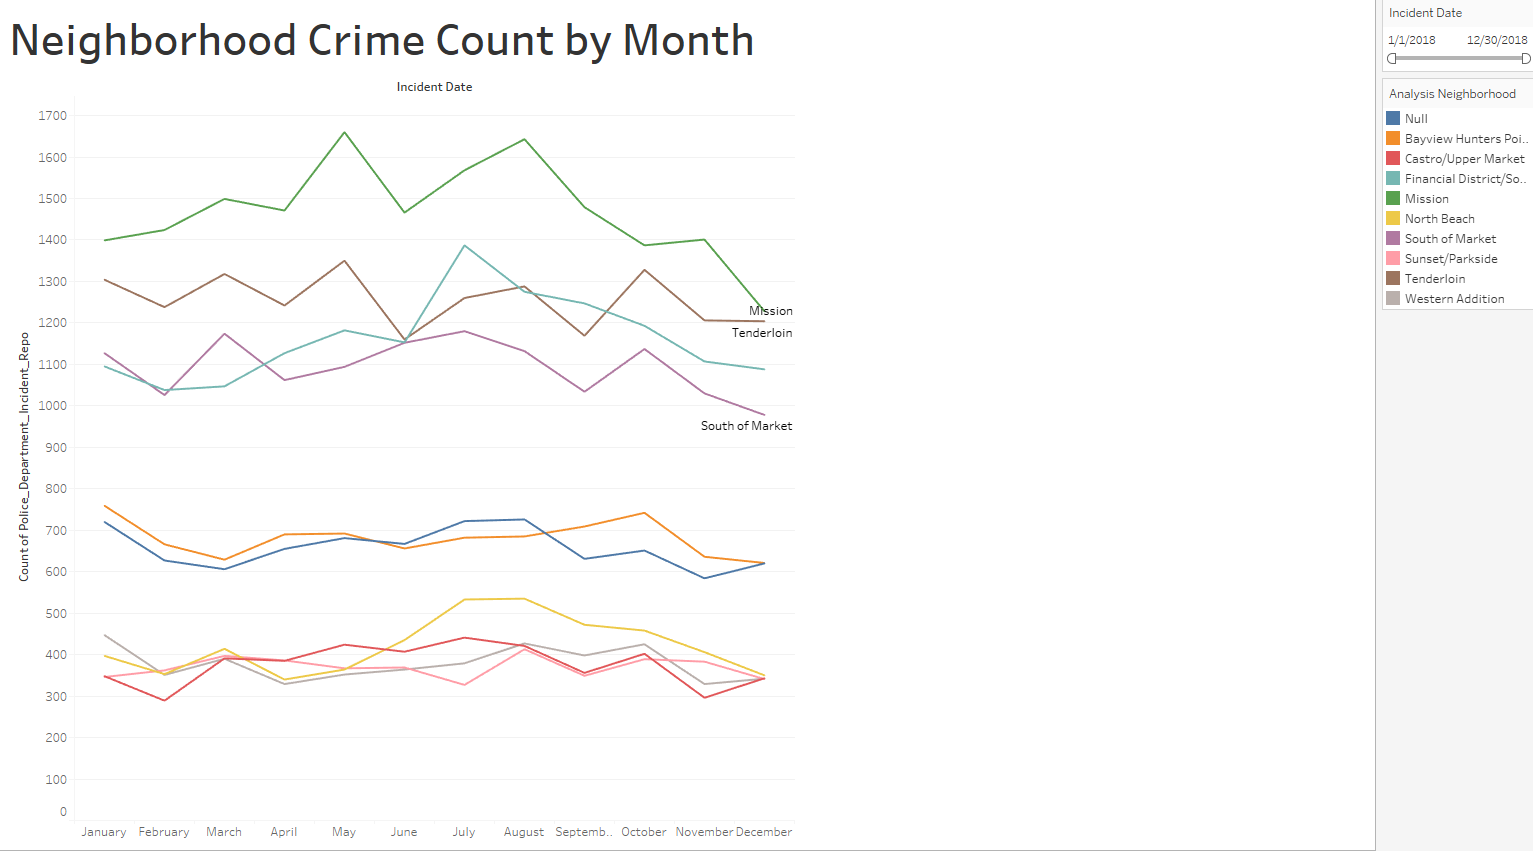 Neighborhood Crime Count by Month
Incident Date
Count of Police_Department_Incident_Repo
1700
1600
1500
1400
1300
1200
1100
1000
900
800
700
600
500
400
300
200
100
0
Mission
Tenderloin
South of Market
January February March April May June July August Septemb.. October November December
Incident Date
1/1/2018 12/30/2018
Analysis Neighborhood
Null
Bayview Hunters Poi..
Castro/Upper Market
Financial District/So..
Mission
North Beach
South of Market
Sunset/Parkside
Tenderloin
Western Addition